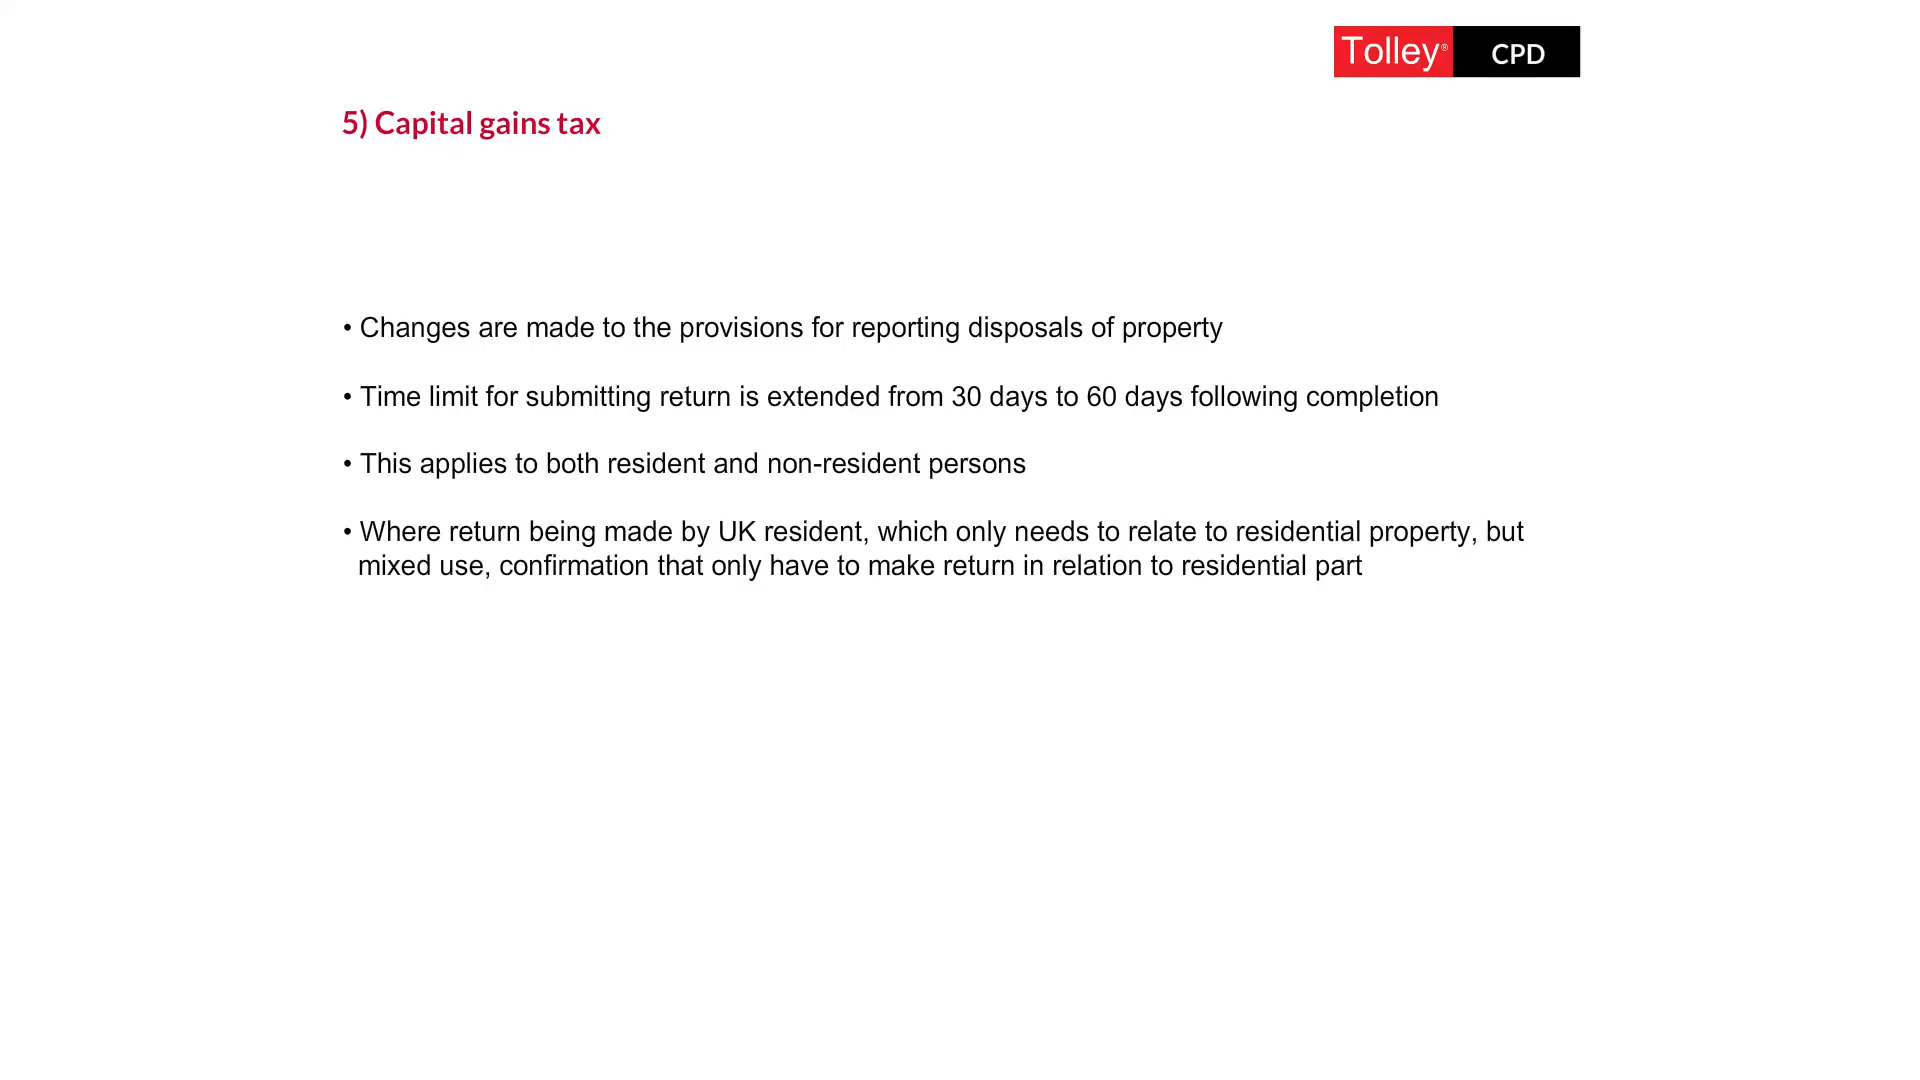 Tolley® CPD
5) Capital gains tax
• Changes are made to the provisions for reporting disposals of property
• Time limit for submitting return is extended from 30 days to 60 days following completion
• This applies to both resident and non-resident persons
• Where return being made by UK resident, which only needs to relate to residential property, but
mixed use, confirmation that only have to make return in relation to residential part